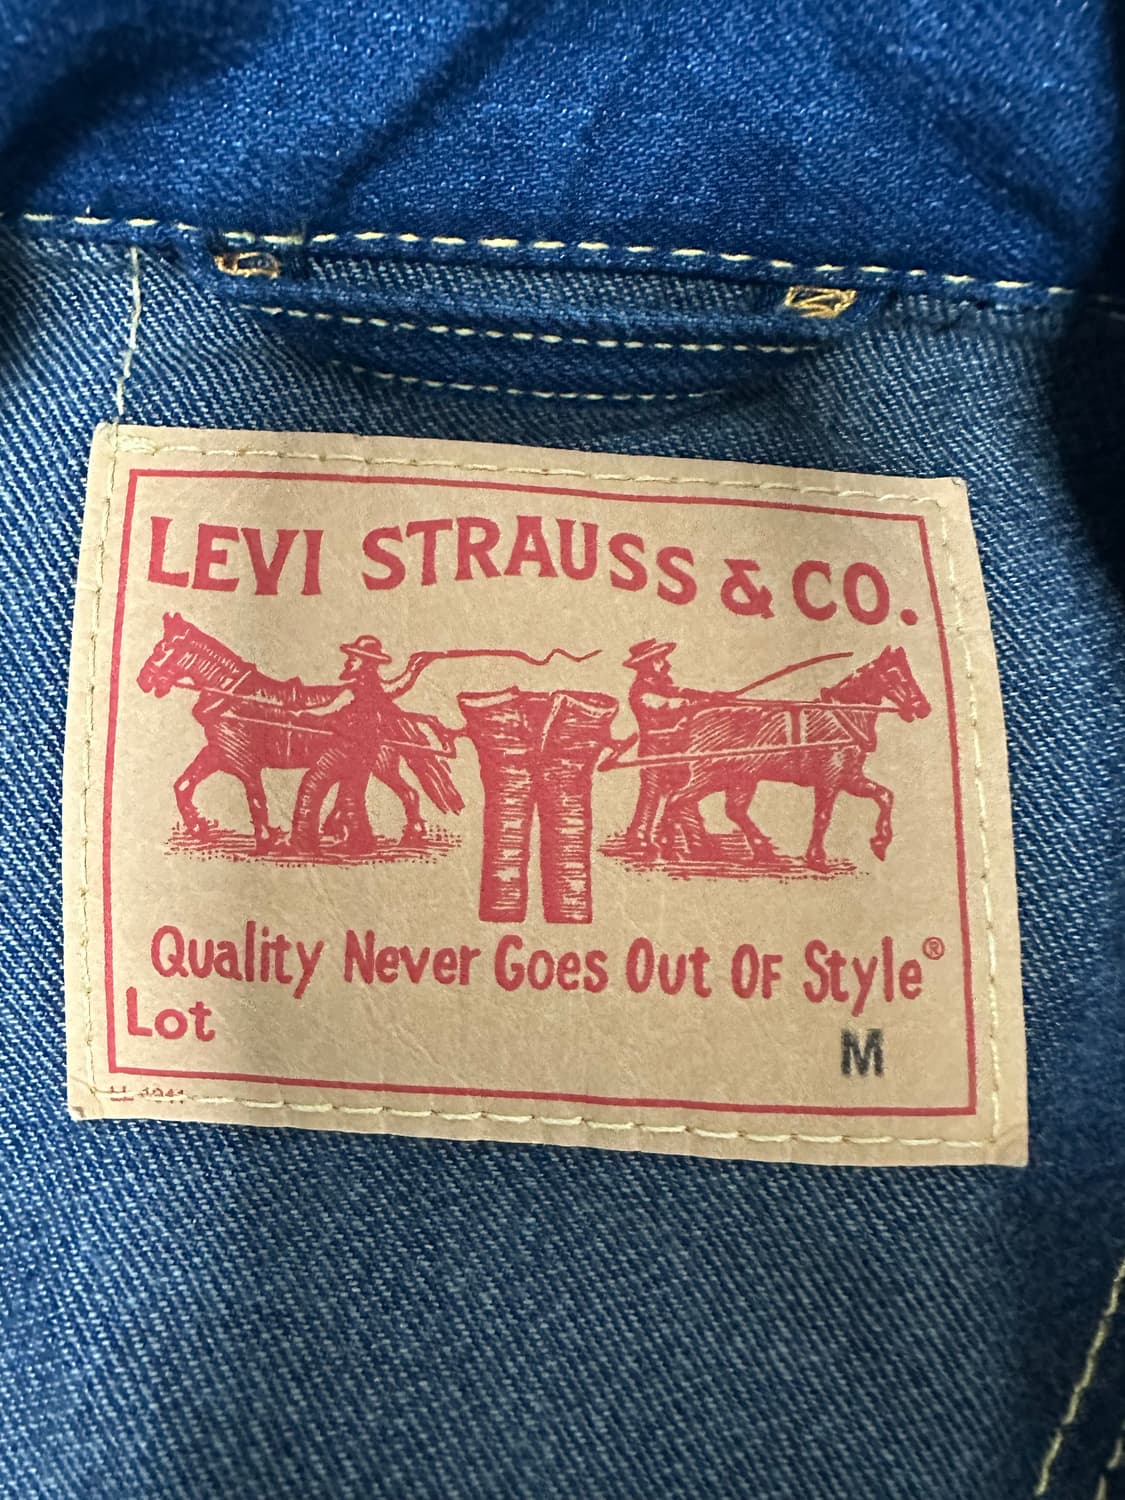 LEVI STRAUSS & CO.
Quality Never Goes Out OF Style®
Lot
M